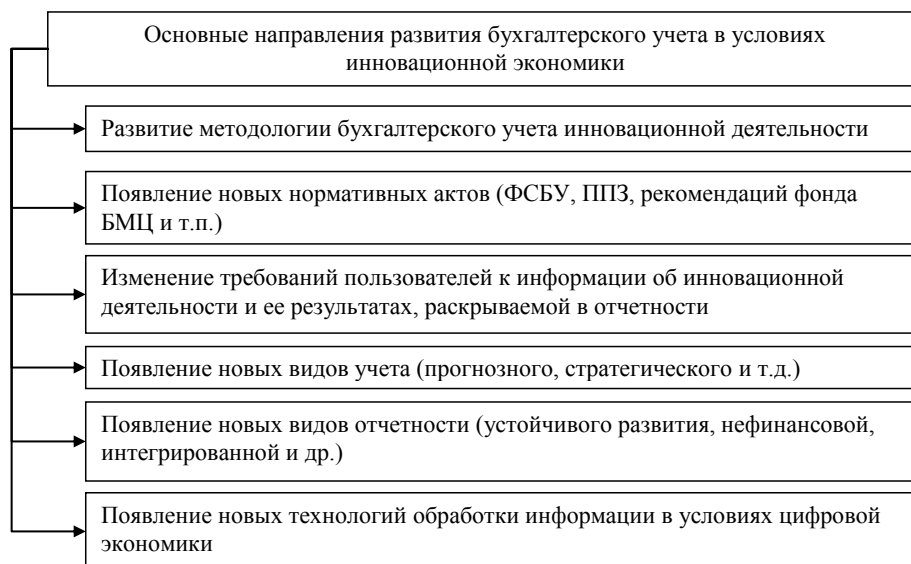 Основные направления развития бухгалтерского учета в условиях
инновационной экономики
Развитие методологии бухгалтерского учета инновационной деятельности
Появление новых нормативных актов (ФСБУ, ППЗ, рекомендаций фонда
БМЦ и т.п.)
Изменение требований пользователей к информации об инновационной
деятельности и ее результатах, раскрываемой в отчетности
Появление новых видов учета (прогнозного, стратегического и т.д.)
Появление новых видов отчетности (устойчивого развития, нефинансовой,
интегрированной и др.)
Появление новых технологий обработки информации в условиях цифровой
экономики